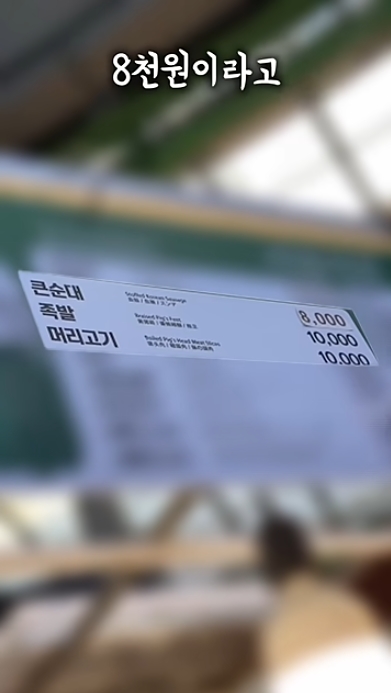 8천원이라고
큰순대 Stuffed Korean Sausage 8,000
족발 Braised Pig's Feet 10,000
머리고기 Boiled Pig's Head Meat Slices 10,000